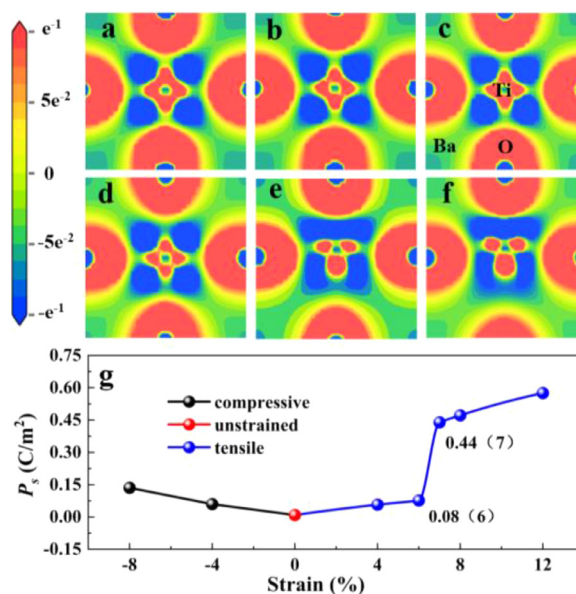 e⁻¹
5e⁻²
0
-5e⁻²
-e⁻¹
a
b
c
Ti
Ba
O
d
e
f
g
0.75
0.60
0.45
0.30
0.15
0.00
-0.15
Pₛ (C/m²)
compressive
unstrained
tensile
0.44（7）
0.08（6）
-8
-4
0
4
8
12
Strain (%)